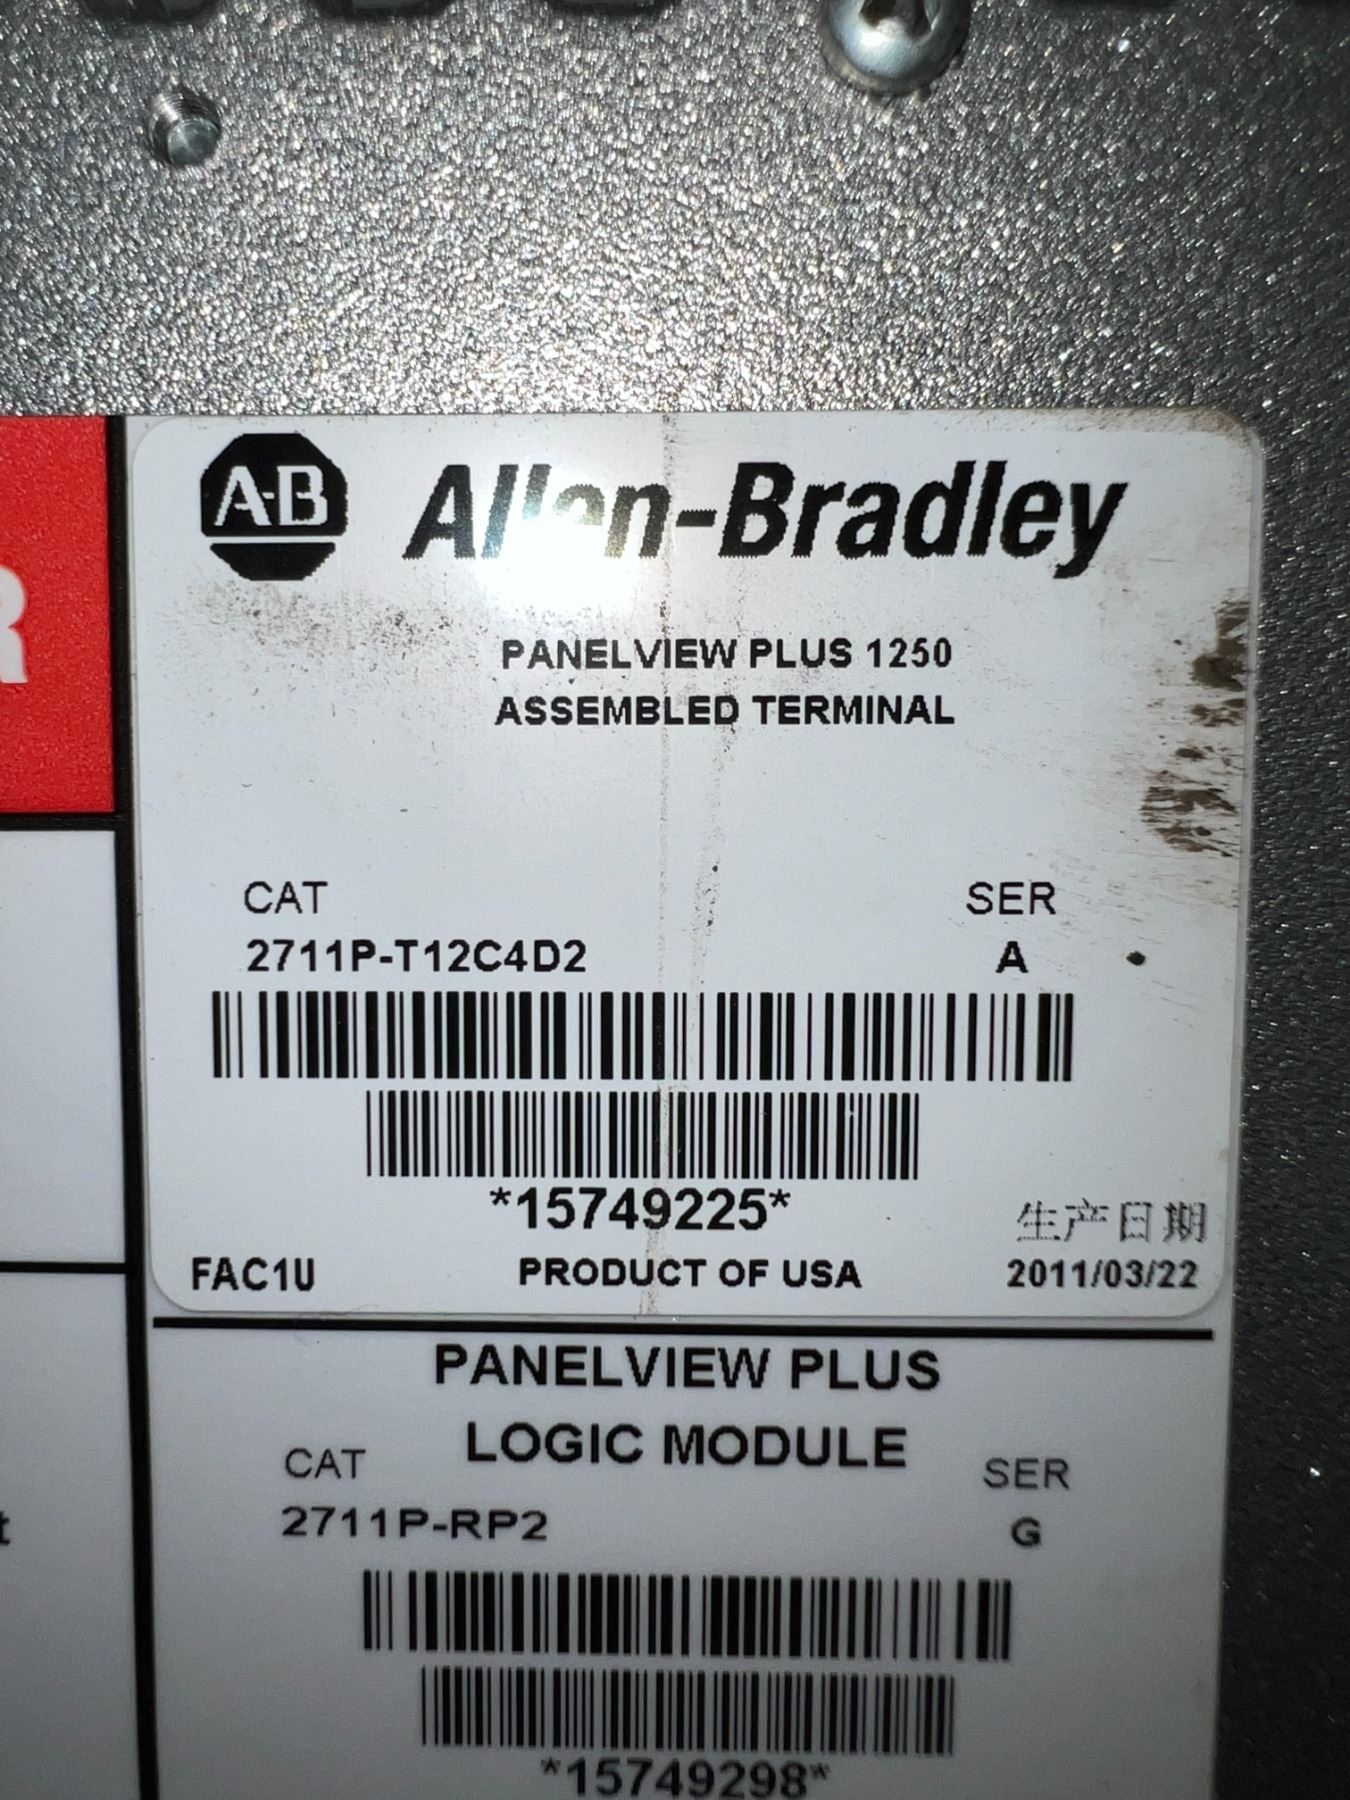 A-B Allen-Bradley
R
PANELVIEW PLUS 1250
ASSEMBLED TERMINAL
CAT SER
2711P-T12C4D2 A
*15749225*
生产日期
FAC1U PRODUCT OF USA 2011/03/22
PANELVIEW PLUS
LOGIC MODULE
CAT SER
2711P-RP2 G
t
*15749298*